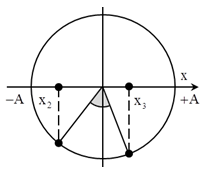 x
−A x₂ x₃ +A